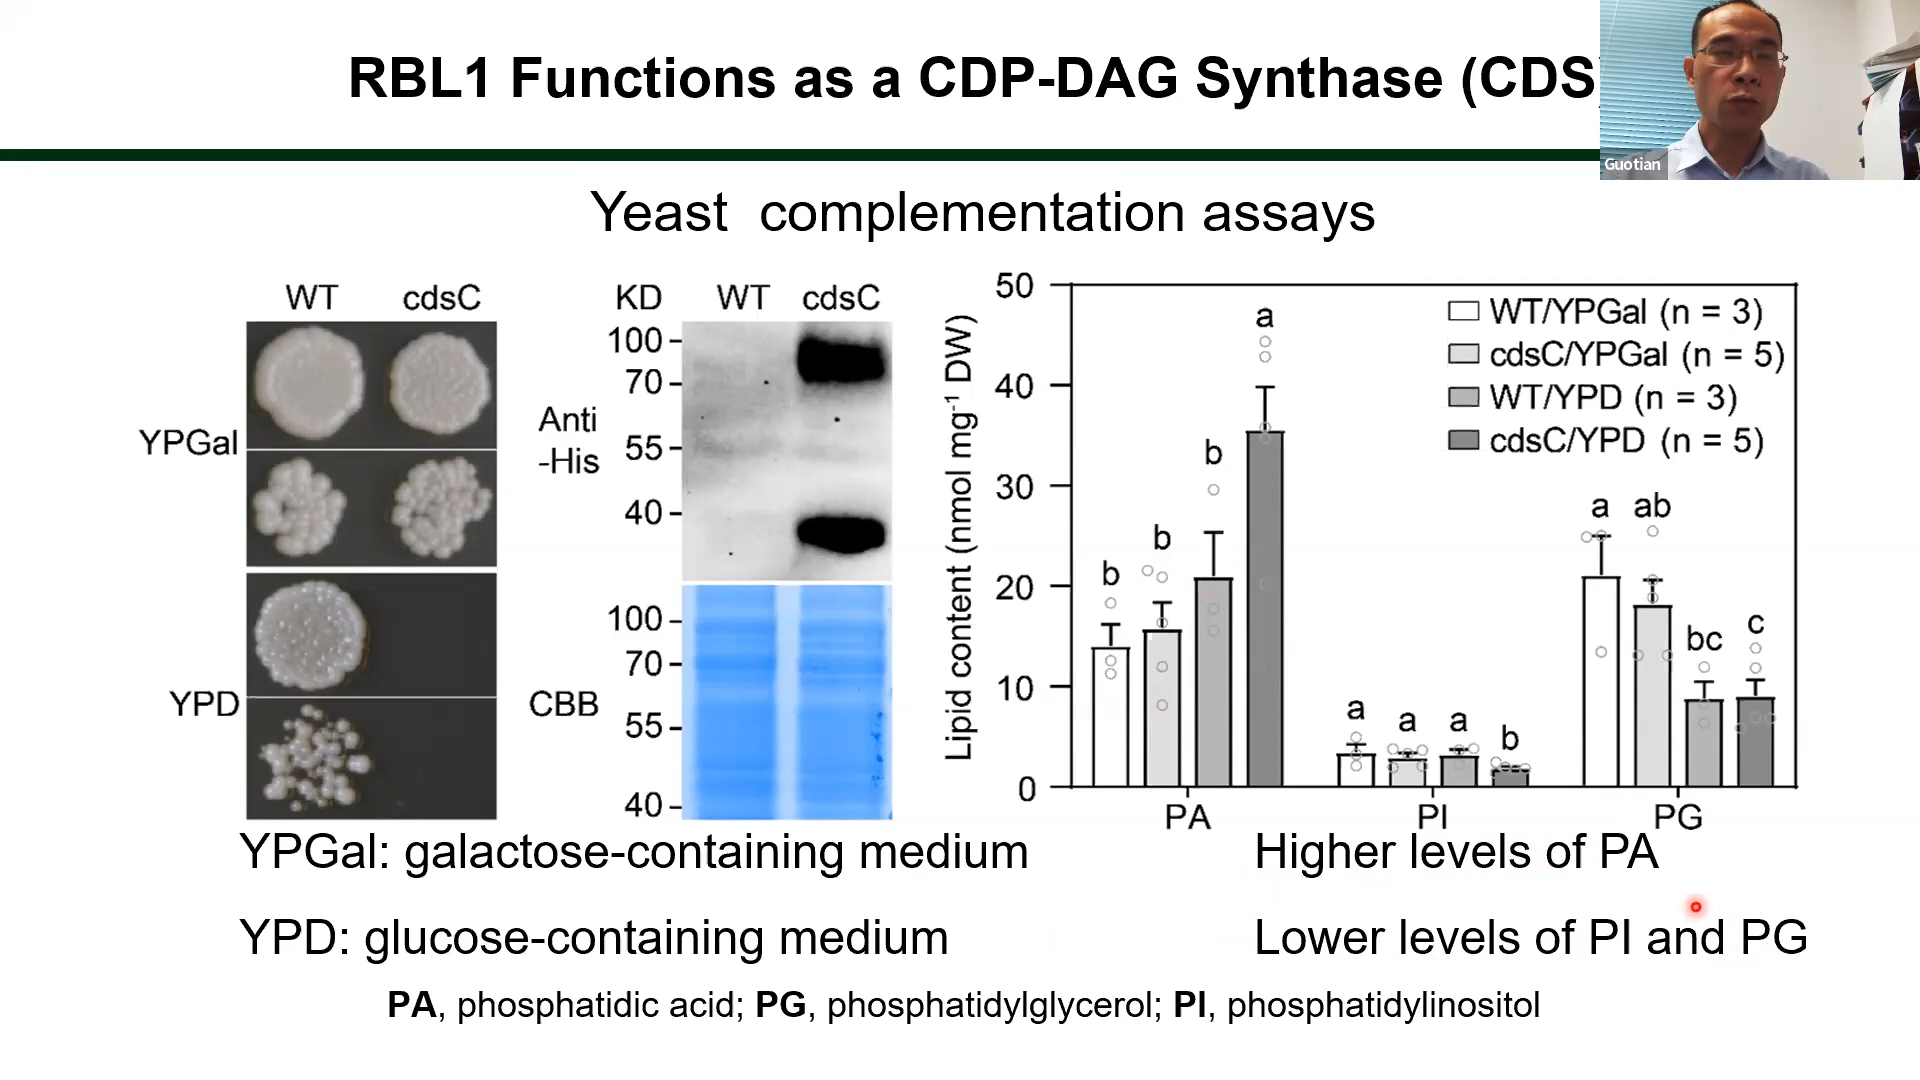 RBL1 Functions as a CDP-DAG Synthase (CDS)
Guotian
Yeast complementation assays
WT cdsC
YPGal
YPD
KD WT cdsC
100
70
55
40
Anti
-His
100
70
55
40
CBB
Lipid content (nmol mg-1 DW)
50
40
30
20
10
0
WT/YPGal (n = 3)
cdsC/YPGal (n = 5)
WT/YPD (n = 3)
cdsC/YPD (n = 5)
b b b a
a a a b
a ab bc c
PA PI PG
YPGal: galactose-containing medium
Higher levels of PA
YPD: glucose-containing medium
Lower levels of PI and PG
PA, phosphatidic acid; PG, phosphatidylglycerol; PI, phosphatidylinositol